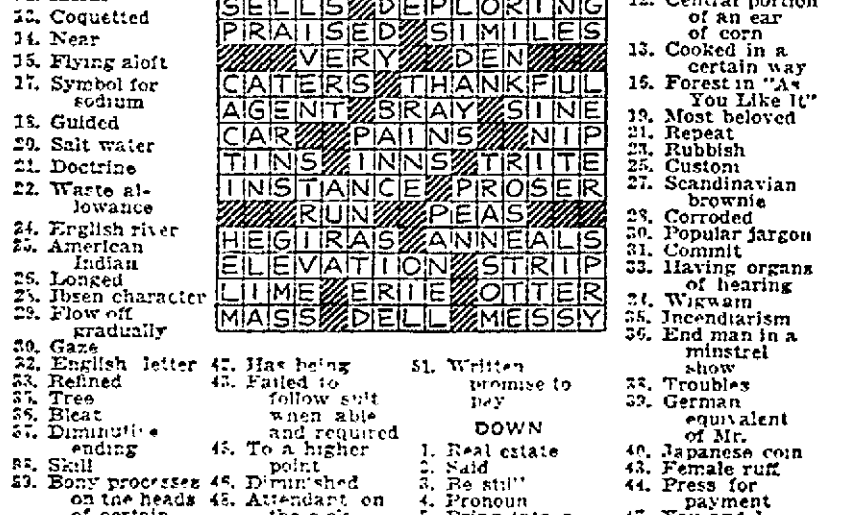 13. Coquetted
14. Near
15. Flying aloft
17. Symbol for
sodium
18. Guided
20. Salt water
21. Doctrine
22. Waste al-
lowance
24. English river
25. American
Indian
26. Longed
28. Ibsen character
29. Flow off
gradually
30. Gaze
32. English letter
33. Refined
35. Tree
36. Bleat
37. Diminutive
ending
38. Skill
39. Bony processes
on the heads
of certain
SELLS DEPLORING
PRAISED SIMILES
VERY DEN
CATERS THANKFUL
AGENT BRAY SINE
CAR PAINS NIP
TINS INNS TRITE
INSTANCE PROSER
RUN PEAS
HEGIRAS ANNEALS
ELEVATION STRIP
LIME ERIE OTTER
MASS DELL MESSY
42. Has being
43. Failed to
follow suit
when able
and required
45. To a higher
point
46. Diminished
48. Attendant on
51. Written
promise to
pay
DOWN
1. Real estate
2. Said
3. Be still
4. Pronoun
12. Central portion
of an ear
of corn
13. Cooked in a
certain way
16. Forest in "As
You Like It"
19. Most beloved
21. Repeat
23. Rubbish
25. Custom
27. Scandinavian
brownie
28. Corroded
30. Popular jargon
31. Commit
33. Having organs
of hearing
34. Wigwam
35. Incendiarism
36. End man in a
minstrel
show
38. Troubles
39. German
equivalent
of Mr.
40. Japanese coin
43. Female ruff
44. Press for
payment